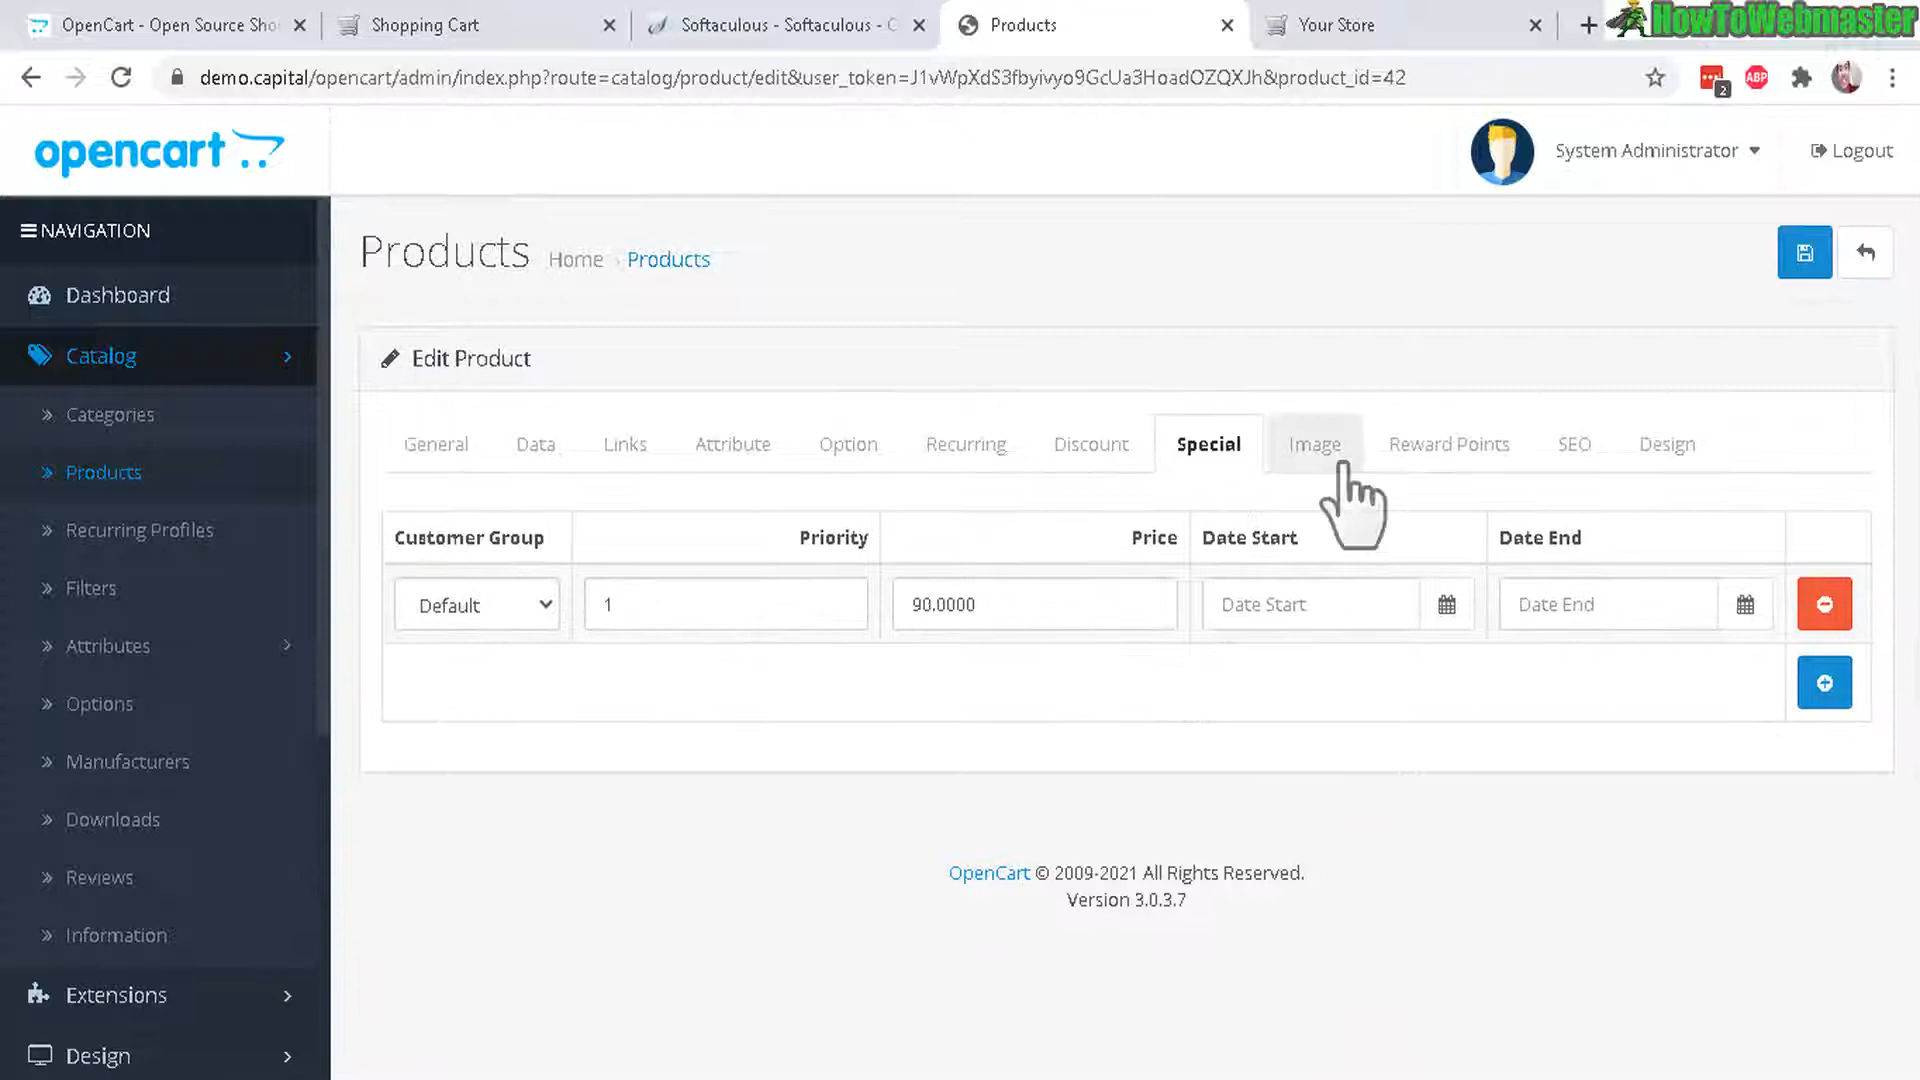 OpenCart - Open Source Sho
Shopping Cart
Softaculous - Softaculous - C
Products
Your Store
HowToWebmaster
demo.capital/opencart/admin/index.php?route=catalog/product/edit&user_token=J1vWpXdS3fbyivyo9GcUa3HoadOZQXJh&product_id=42
2
ABP
opencart
System Administrator
Logout
NAVIGATION
Products
Home
Products
Dashboard
Catalog
Edit Product
Categories
General
Data
Links
Attribute
Option
Recurring
Discount
Special
Image
Reward Points
SEO
Design
Products
Recurring Profiles
Customer Group
Priority
Price
Date Start
Date End
Filters
Default
1
90.0000
Date Start
Date End
Attributes
Options
Manufacturers
Downloads
Reviews
OpenCart © 2009-2021 All Rights Reserved.
Version 3.0.3.7
Information
Extensions
Design